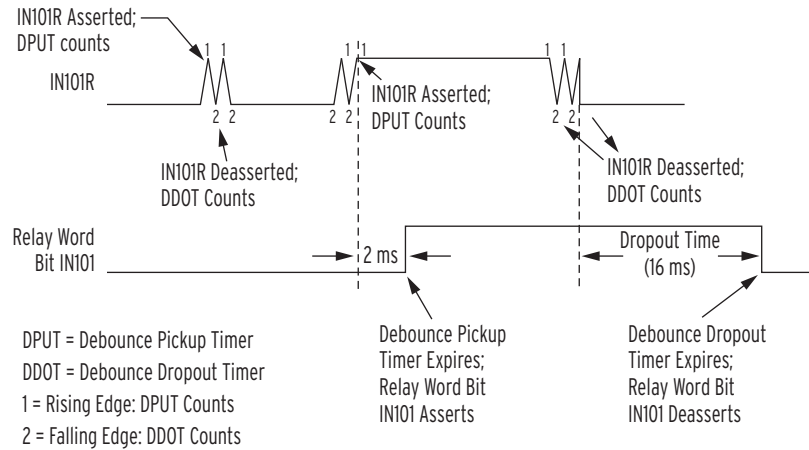 IN101R Asserted;
DPUT counts
1 1
1 1
1 1
IN101R
2 2
2 2
2 2
IN101R Asserted;
DPUT Counts
IN101R Deasserted;
DDOT Counts
IN101R Deasserted;
DDOT Counts
Relay Word
Bit IN101
2 ms
Dropout Time
(16 ms)
Debounce Pickup
Timer Expires;
Relay Word Bit
IN101 Asserts
Debounce Dropout
Timer Expires;
Relay Word Bit
IN101 Deasserts
DPUT = Debounce Pickup Timer
DDOT = Debounce Dropout Timer
1 = Rising Edge: DPUT Counts
2 = Falling Edge: DDOT Counts